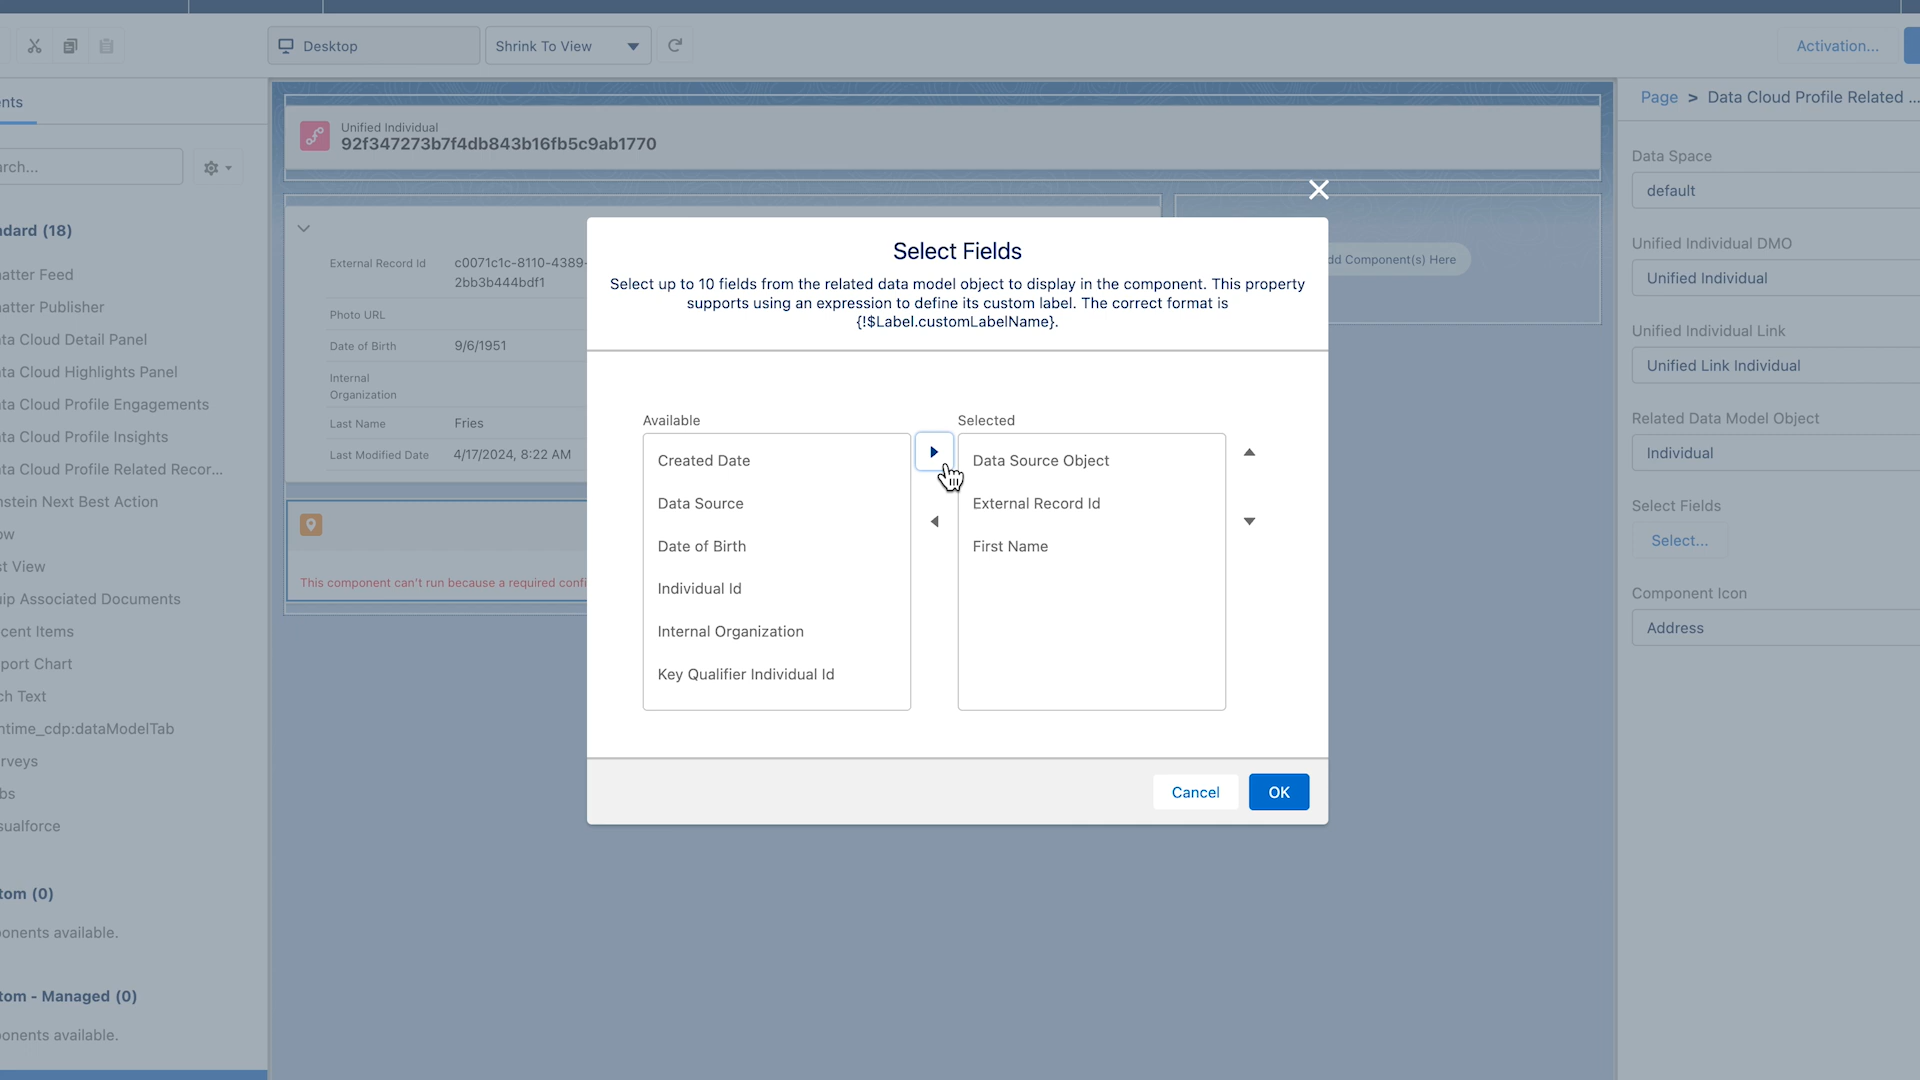 Desktop
Shrink To View
Activation...
nts
rch...
dard (18)
atter Feed
atter Publisher
ta Cloud Detail Panel
ta Cloud Highlights Panel
ta Cloud Profile Engagements
ta Cloud Profile Insights
ta Cloud Profile Related Recor...
nstein Next Best Action
ow
st View
uip Associated Documents
cent Items
port Chart
ch Text
ntime_cdp:dataModelTab
rveys
bs
sualforce
tom (0)
onents available.
tom - Managed (0)
onents available.
Unified Individual
92f347273b7f4db843b16fb5c9ab1770
External Record Id
c0071c1c-8110-4389-
2bb3b444bdf1
Photo URL
Date of Birth
9/6/1951
Internal
Organization
Last Name
Fries
Last Modified Date
4/17/2024, 8:22 AM
This component can't run because a required confi
dd Component(s) Here
Select Fields
Select up to 10 fields from the related data model object to display in the component. This property
supports using an expression to define its custom label. The correct format is
{!$Label.customLabelName}.
Available
Created Date
Data Source
Date of Birth
Individual Id
Internal Organization
Key Qualifier Individual Id
Selected
Data Source Object
External Record Id
First Name
Cancel
OK
Page > Data Cloud Profile Related ...
Data Space
default
Unified Individual DMO
Unified Individual
Unified Individual Link
Unified Link Individual
Related Data Model Object
Individual
Select Fields
Select...
Component Icon
Address